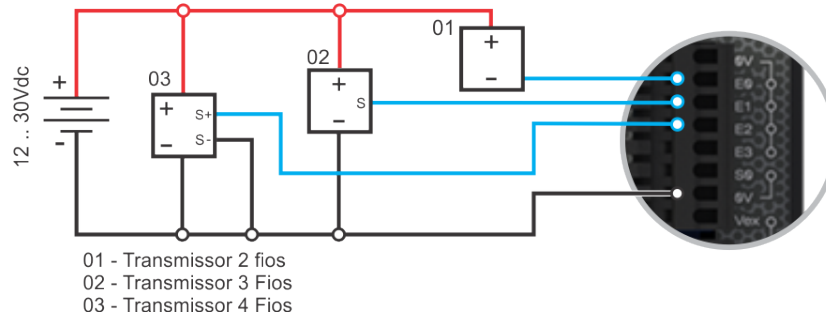 01
+
-
02
+
S
-
03
+
S+
S-
-
+
12 .. 30Vdc
-
0V
E0
E1
E2
E3
S0
0V
Vex
01 - Transmissor 2 fios
02 - Transmissor 3 Fios
03 - Transmissor 4 Fios